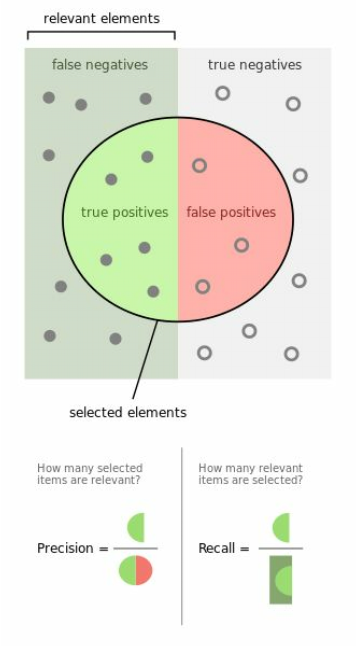 relevant elements
false negatives
true negatives
true positives
false positives
selected elements
How many selected
items are relevant?
How many relevant
items are selected?
Precision =
Recall =